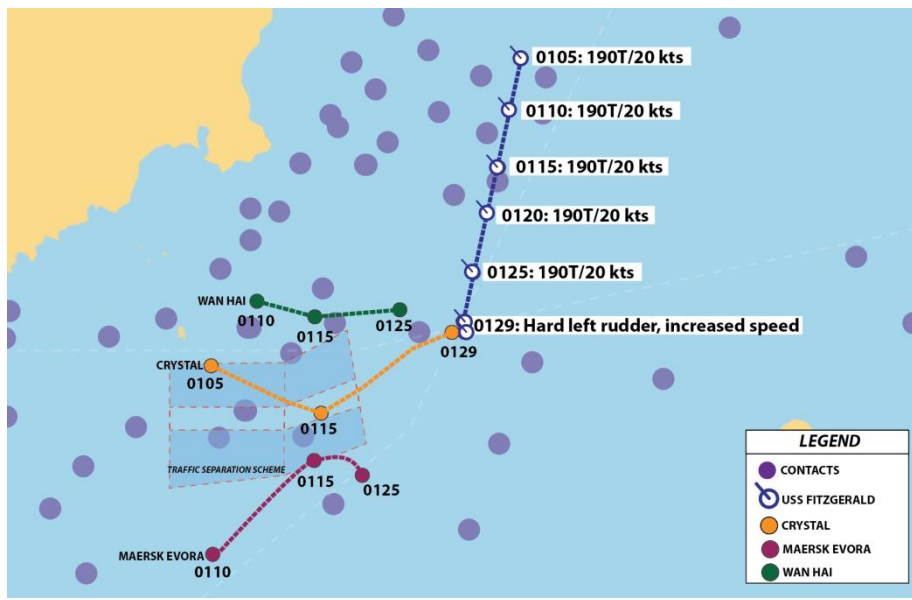 0105: 190T/20 kts
0110: 190T/20 kts
0115: 190T/20 kts
0120: 190T/20 kts
0125: 190T/20 kts
WAN HAI
0110
0115
0125
0129: Hard left rudder, increased speed
0129
CRYSTAL
0105
0115
TRAFFIC SEPARATION SCHEME
0115
0125
MAERSK EVORA
0110
LEGEND
CONTACTS
USS FITZGERALD
CRYSTAL
MAERSK EVORA
WAN HAI